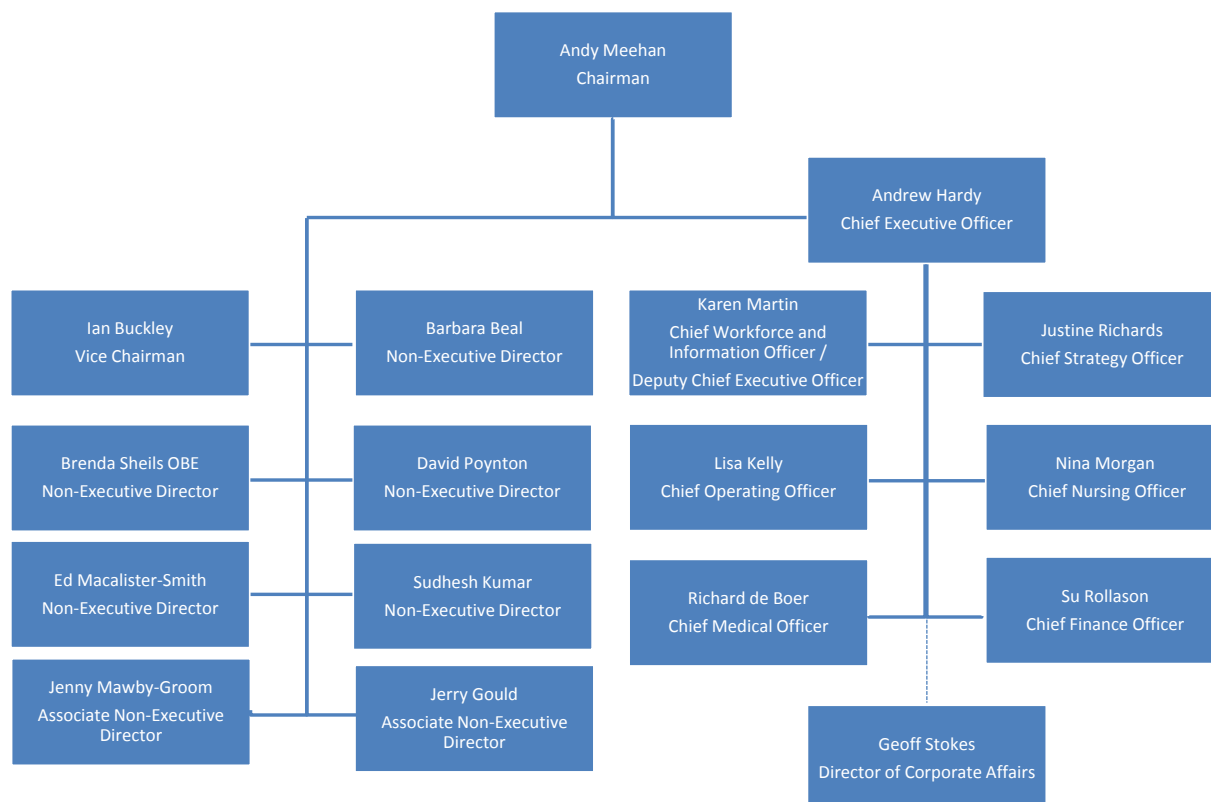 Andy Meehan
Chairman
Andrew Hardy
Chief Executive Officer
Ian Buckley
Vice Chairman
Barbara Beal
Non-Executive Director
Karen Martin
Chief Workforce and
Information Officer /
Deputy Chief Executive Officer
Justine Richards
Chief Strategy Officer
Brenda Sheils OBE
Non-Executive Director
David Poynton
Non-Executive Director
Lisa Kelly
Chief Operating Officer
Nina Morgan
Chief Nursing Officer
Ed Macalister-Smith
Non-Executive Director
Sudhesh Kumar
Non-Executive Director
Richard de Boer
Chief Medical Officer
Su Rollason
Chief Finance Officer
Jenny Mawby-Groom
Associate Non-Executive
Director
Jerry Gould
Associate Non-Executive
Director
Geoff Stokes
Director of Corporate Affairs